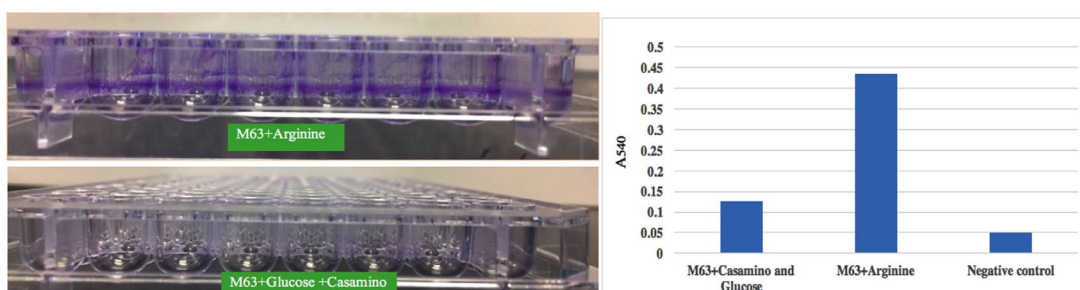 M63+Arginine
M63+Glucose +Casamino
0.5
0.45
0.4
0.35
0.3
0.25
0.2
0.15
0.1
0.05
0
A540
M63+Casamino and
Glucose
M63+Arginine
Negative control